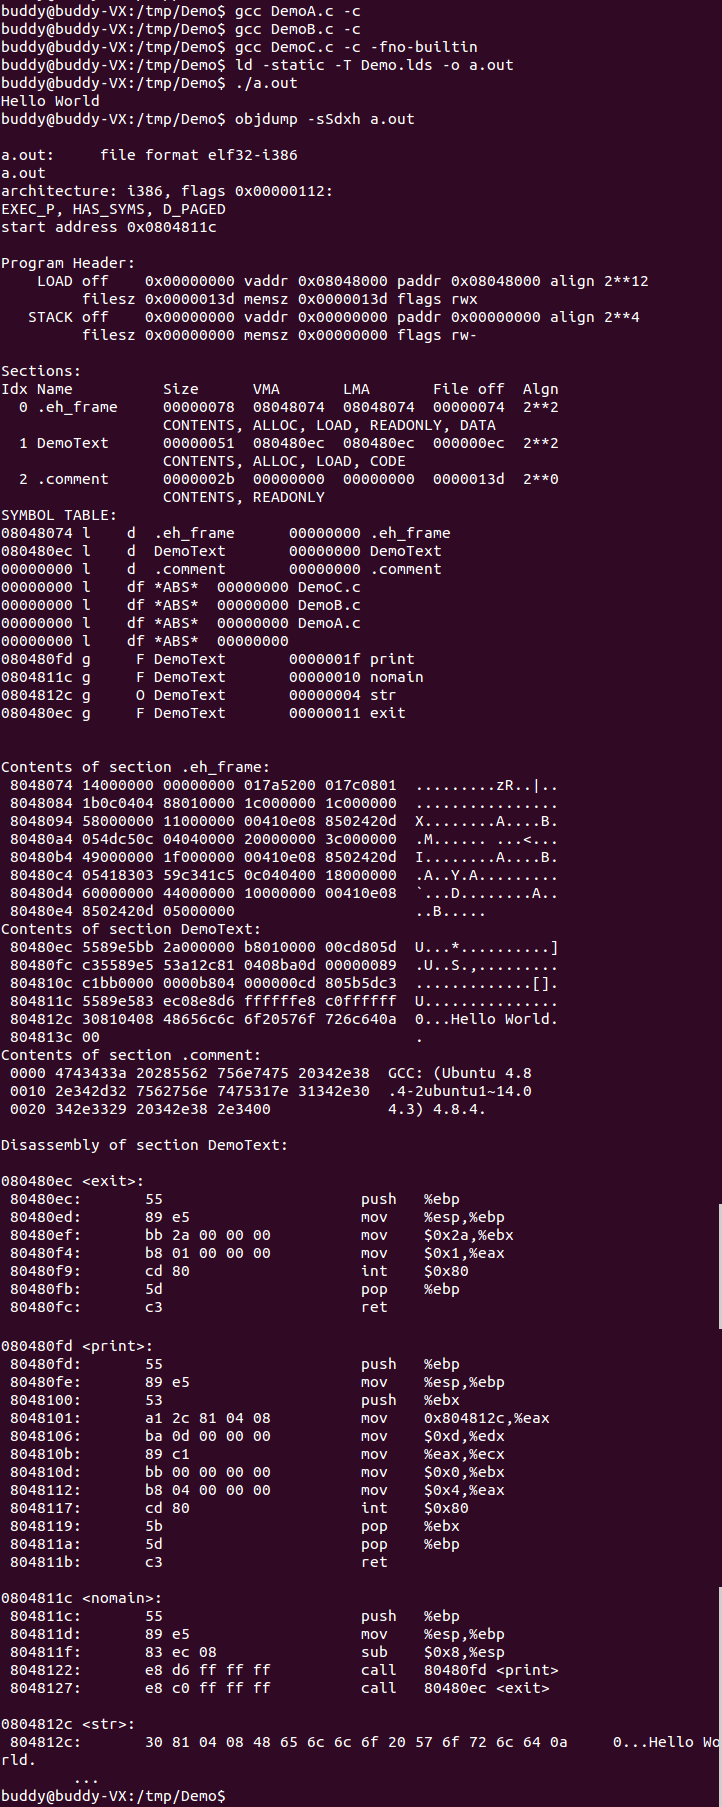 buddy@buddy-VX:/tmp/Demo$ gcc DemoA.c -c
buddy@buddy-VX:/tmp/Demo$ gcc DemoB.c -c
buddy@buddy-VX:/tmp/Demo$ gcc DemoC.c -c -fno-builtin
buddy@buddy-VX:/tmp/Demo$ ld -static -T Demo.lds -o a.out
buddy@buddy-VX:/tmp/Demo$ ./a.out
Hello World
buddy@buddy-VX:/tmp/Demo$ objdump -sSdxh a.out

a.out:     file format elf32-i386
a.out
architecture: i386, flags 0x00000112:
EXEC_P, HAS_SYMS, D_PAGED
start address 0x0804811c

Program Header:
    LOAD off    0x00000000 vaddr 0x08048000 paddr 0x08048000 align 2**12
         filesz 0x0000013d memsz 0x0000013d flags rwx
   STACK off    0x00000000 vaddr 0x00000000 paddr 0x00000000 align 2**4
         filesz 0x00000000 memsz 0x00000000 flags rw-

Sections:
Idx Name          Size      VMA       LMA       File off  Algn
  0 .eh_frame     00000078  08048074  08048074  00000074  2**2
                  CONTENTS, ALLOC, LOAD, READONLY, DATA
  1 DemoText      00000051  080480ec  080480ec  000000ec  2**2
                  CONTENTS, ALLOC, LOAD, CODE
  2 .comment      0000002b  00000000  00000000  0000013d  2**0
                  CONTENTS, READONLY
SYMBOL TABLE:
08048074 l    d  .eh_frame      00000000 .eh_frame
080480ec l    d  DemoText       00000000 DemoText
00000000 l    d  .comment       00000000 .comment
00000000 l    df *ABS*  00000000 DemoC.c
00000000 l    df *ABS*  00000000 DemoB.c
00000000 l    df *ABS*  00000000 DemoA.c
00000000 l    df *ABS*  00000000
080480fd g     F DemoText       0000001f print
0804811c g     F DemoText       00000010 nomain
0804812c g     O DemoText       00000004 str
080480ec g     F DemoText       00000011 exit

Contents of section .eh_frame:
 8048074 14000000 00000000 017a5200 017c0801  .........zR..|..
 8048084 1b0c0404 88010000 1c000000 1c000000  ................
 8048094 58000000 11000000 00410e08 8502420d  X........A....B.
 80480a4 054dc50c 04040000 20000000 3c000000  .M...... ...<...
 80480b4 49000000 1f000000 00410e08 8502420d  I........A....B.
 80480c4 05418303 59c341c5 0c040400 18000000  .A..Y.A.........
 80480d4 60000000 44000000 10000000 00410e08  `...D........A..
 80480e4 8502420d 05000000                    ..B.....
Contents of section DemoText:
 80480ec 5589e5bb 2a000000 b8010000 00cd805d  U...*..........]
 80480fc c35589e5 53a12c81 0408ba0d 00000089  .U..S.,.........
 804810c c1bb0000 0000b804 000000cd 805b5dc3  .............[].
 804811c 5589e583 ec08e8d6 ffffffe8 c0ffffff  U...............
 804812c 30810408 48656c6c 6f20576f 726c640a  0...Hello World.
 804813c 00                                   .
Contents of section .comment:
 0000 4743433a 20285562 756e7475 20342e38  GCC: (Ubuntu 4.8
 0010 2e342d32 7562756e 7475317e 31342e30  .4-2ubuntu1~14.0
 0020 342e3329 20342e38 2e3400             4.3) 4.8.4.

Disassembly of section DemoText:

080480ec <exit>:
 80480ec:       55                      push   %ebp
 80480ed:       89 e5                   mov    %esp,%ebp
 80480ef:       bb 2a 00 00 00          mov    $0x2a,%ebx
 80480f4:       b8 01 00 00 00          mov    $0x1,%eax
 80480f9:       cd 80                   int    $0x80
 80480fb:       5d                      pop    %ebp
 80480fc:       c3                      ret

080480fd <print>:
 80480fd:       55                      push   %ebp
 80480fe:       89 e5                   mov    %esp,%ebp
 8048100:       53                      push   %ebx
 8048101:       a1 2c 81 04 08          mov    0x804812c,%eax
 8048106:       ba 0d 00 00 00          mov    $0xd,%edx
 804810b:       89 c1                   mov    %eax,%ecx
 804810d:       bb 00 00 00 00          mov    $0x0,%ebx
 8048112:       b8 04 00 00 00          mov    $0x4,%eax
 8048117:       cd 80                   int    $0x80
 8048119:       5b                      pop    %ebx
 804811a:       5d                      pop    %ebp
 804811b:       c3                      ret

0804811c <nomain>:
 804811c:       55                      push   %ebp
 804811d:       89 e5                   mov    %esp,%ebp
 804811f:       83 ec 08                sub    $0x8,%esp
 8048122:       e8 d6 ff ff ff          call   80480fd <print>
 8048127:       e8 c0 ff ff ff          call   80480ec <exit>

0804812c <str>:
 804812c:       30 81 04 08 48 65 6c 6c 6f 20 57 6f 72 6c 64 0a     0...Hello Wo
rld.
        ...
buddy@buddy-VX:/tmp/Demo$